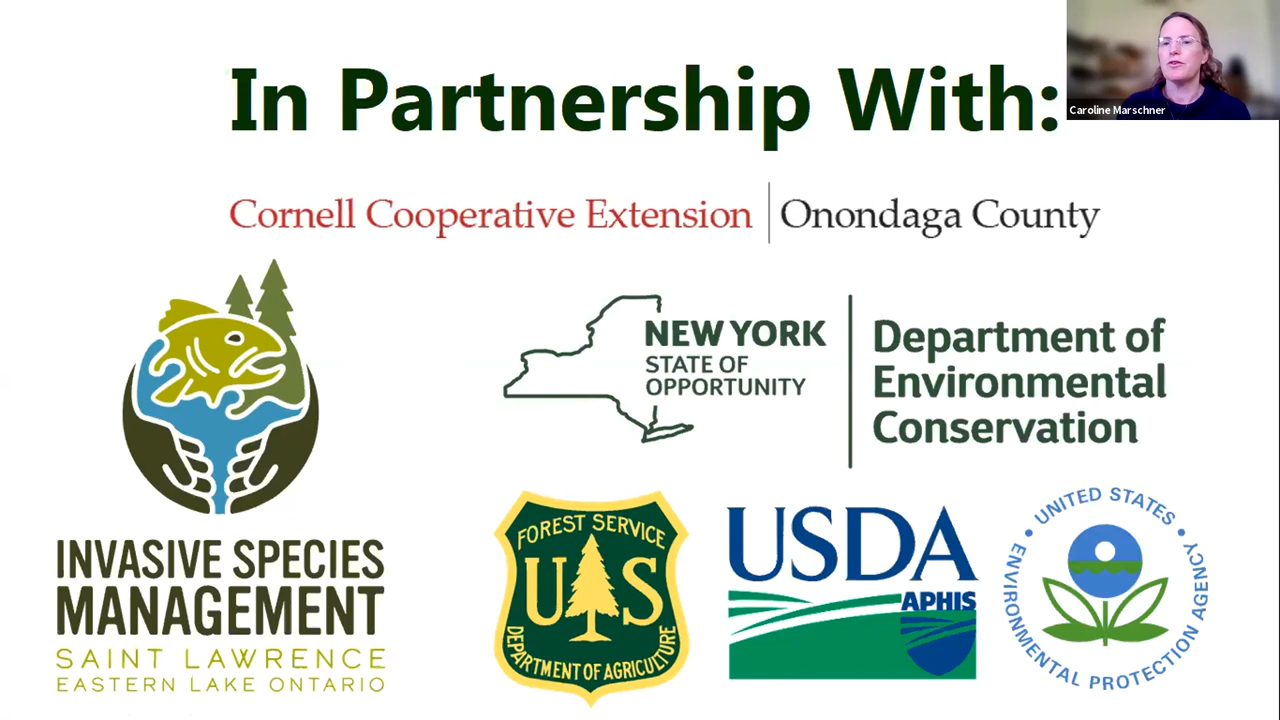 In Partnership With:
Caroline Marschner
Cornell Cooperative Extension | Onondaga County
NEW YORK
STATE OF
OPPORTUNITY
Department of
Environmental
Conservation
INVASIVE SPECIES
MANAGEMENT
SAINT LAWRENCE
EASTERN LAKE ONTARIO
FOREST SERVICE
US
DEPARTMENT OF AGRICULTURE
USDA
APHIS
• UNITED STATES •
ENVIRONMENTAL PROTECTION AGENCY